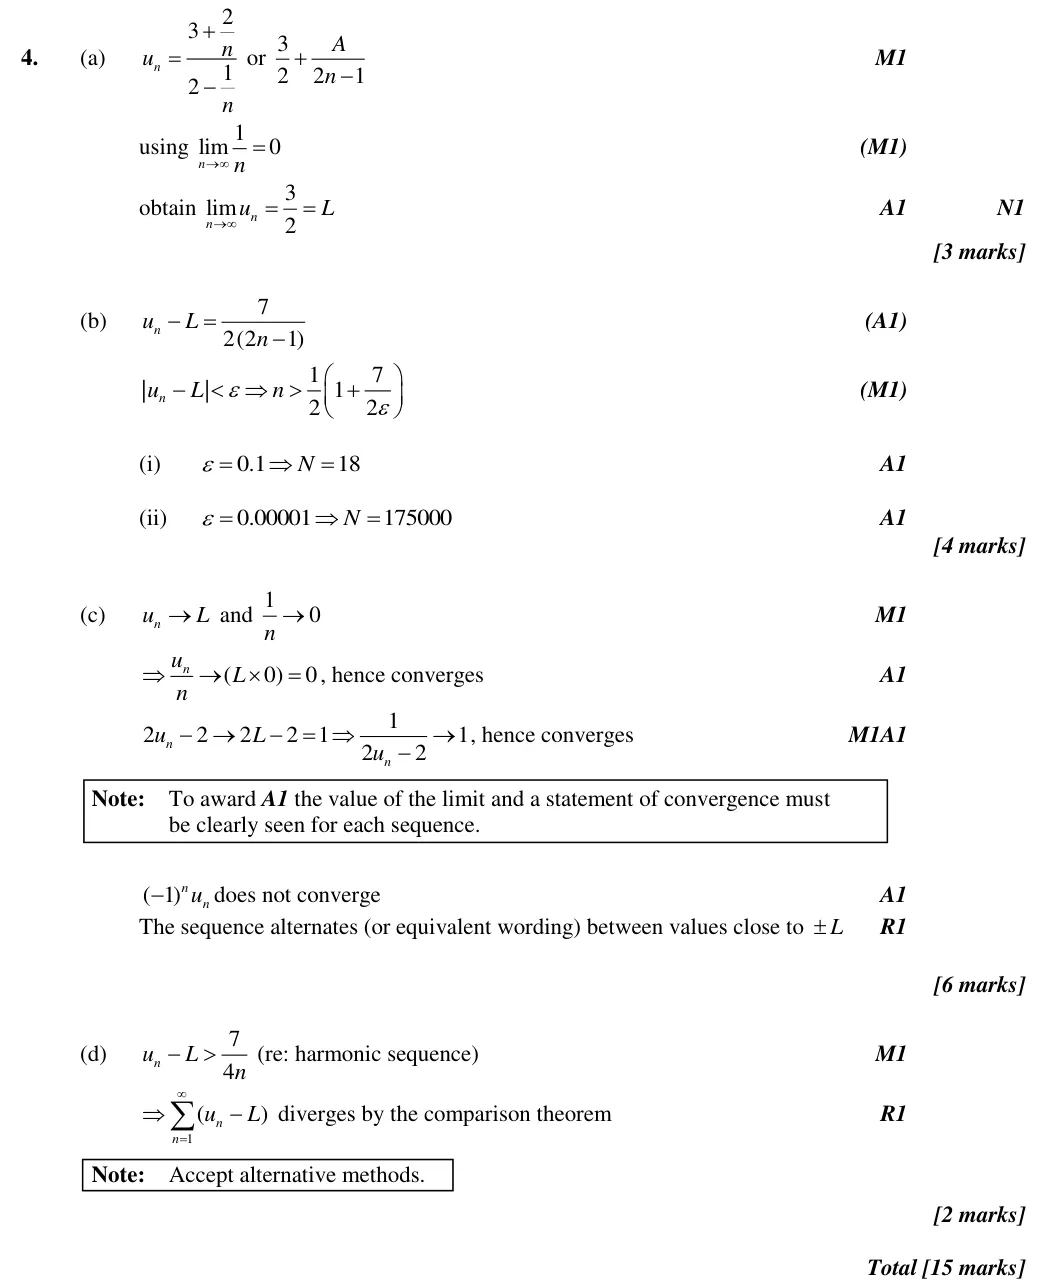 4. (a) u_n = (3 + 2/n)/(2 − 1/n) or 3/2 + A/(2n − 1) M1
using lim_{n→∞} 1/n = 0 (M1)
obtain lim_{n→∞} u_n = 3/2 = L A1 N1
[3 marks]
(b) u_n − L = 7/(2(2n − 1)) (A1)
|u_n − L| < ε ⇒ n > 1/2 (1 + 7/(2ε)) (M1)
(i) ε = 0.1 ⇒ N = 18 A1
(ii) ε = 0.00001 ⇒ N = 175000 A1
[4 marks]
(c) u_n → L and 1/n → 0 M1
⇒ u_n/n → (L × 0) = 0, hence converges A1
2u_n − 2 → 2L − 2 = 1 ⇒ 1/(2u_n − 2) → 1, hence converges M1A1
Note: To award A1 the value of the limit and a statement of convergence must
be clearly seen for each sequence.
(−1)^n u_n does not converge A1
The sequence alternates (or equivalent wording) between values close to ± L R1
[6 marks]
(d) u_n − L > 7/(4n) (re: harmonic sequence) M1
⇒ ∑_{n=1}^{∞} (u_n − L) diverges by the comparison theorem R1
Note: Accept alternative methods.
[2 marks]
Total [15 marks]